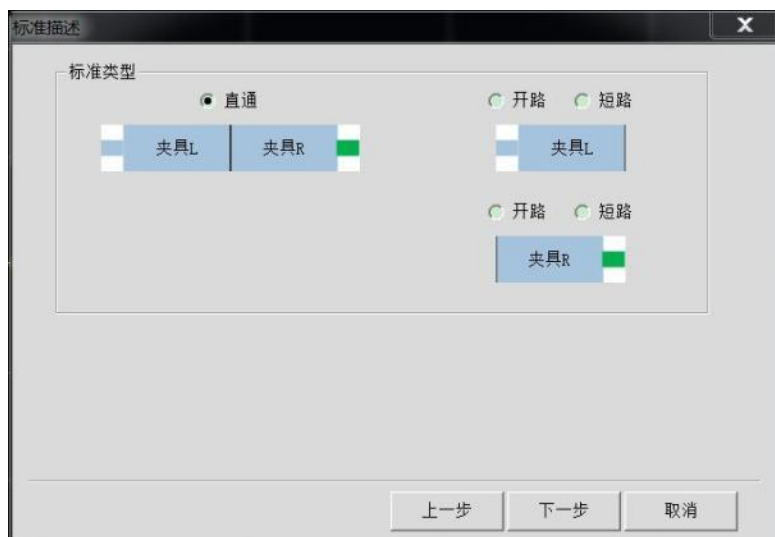 标准描述
X
标准类型
直通
开路 短路
夹具L 夹具R
夹具L
开路 短路
夹具R
上一步 下一步 取消